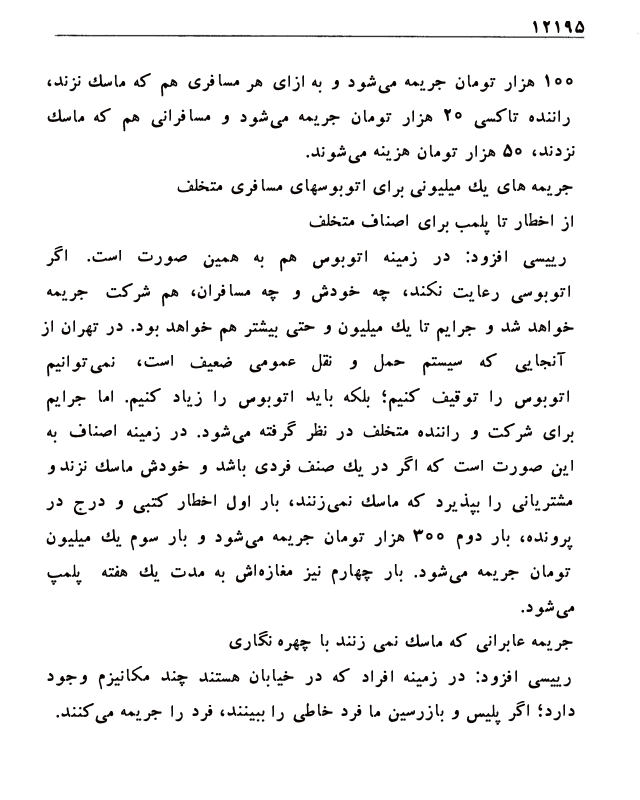 ۱۲۱۹۵
۱۰۰ هزار تومان جریمه می‌شود و به ازای هر مسافری هم که ماسك نزند،
راننده تاکسی ۲۰ هزار تومان جریمه می‌شود و مسافرانی هم که ماسك
نزدند، ۵۰ هزار تومان هزینه می‌شوند.
جریمه های یك میلیونی برای اتوبوسهای مسافری متخلف
از اخطار تا پلمب برای اصناف متخلف
رییسی افزود: در زمینه اتوبوس هم به همین صورت است. اگر
اتوبوسی رعایت نکند، چه خودش و چه مسافران، هم شرکت جریمه
خواهد شد و جرایم تا یك میلیون و حتی بیشتر هم خواهد بود. در تهران از
آنجایی که سیستم حمل و نقل عمومی ضعیف است، نمی‌توانیم
اتوبوس را توقیف کنیم؛ بلکه باید اتوبوس را زیاد کنیم. اما جرایم
برای شرکت و راننده متخلف در نظر گرفته می‌شود. در زمینه اصناف به
این صورت است که اگر در یك صنف فردی باشد و خودش ماسك نزند و
مشتریانی را بپذیرد که ماسك نمی‌زنند، بار اول اخطار کتبی و درج در
پرونده، بار دوم ۳۰۰ هزار تومان جریمه می‌شود و بار سوم یك میلیون
تومان جریمه می‌شود. بار چهارم نیز مغازه‌اش به مدت یك هفته پلمپ
می‌شود.
جریمه عابرانی که ماسك نمی زنند با چهره نگاری
رییسی افزود: در زمینه افراد که در خیابان هستند چند مکانیزم وجود
دارد؛ اگر پلیس و بازرسین ما فرد خاطی را ببینند، فرد را جریمه می‌کنند.